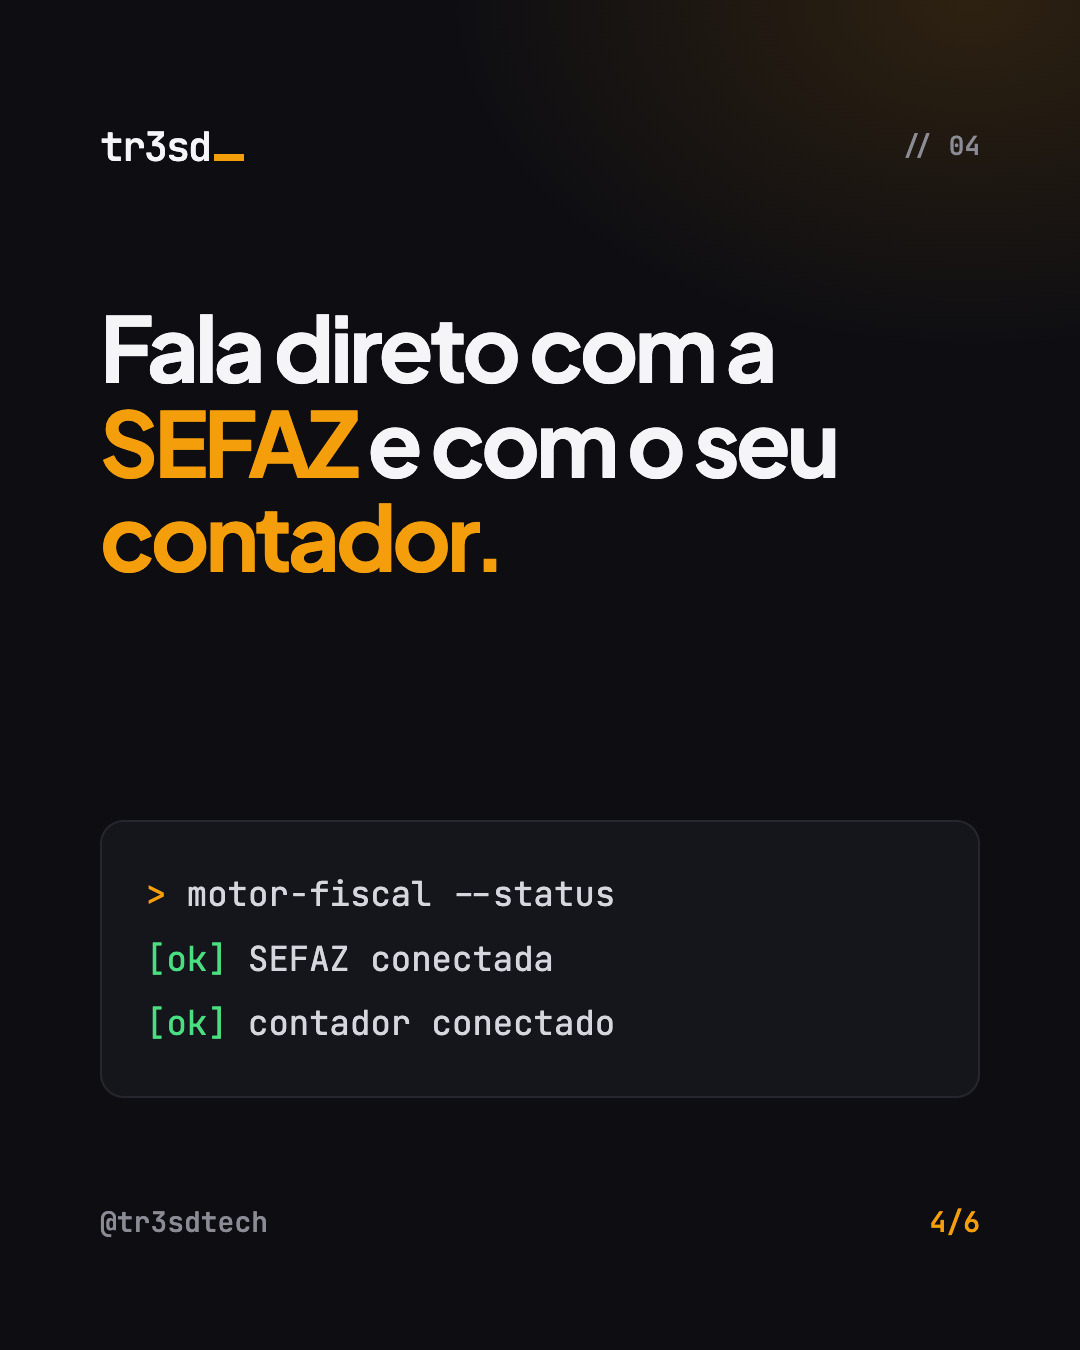 tr3sd_
// 04
Fala direto com a
SEFAZ e com o seu
contador.
> motor-fiscal --status
[ok] SEFAZ conectada
[ok] contador conectado
@tr3sdtech
4/6